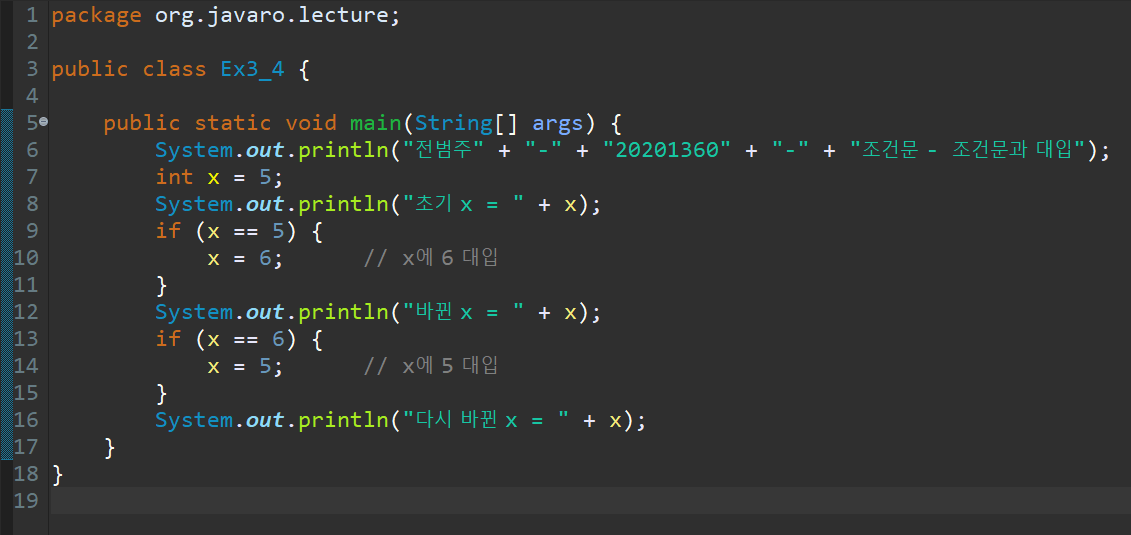 1 package org.javaro.lecture;
2
3 public class Ex3_4 {
4
5     public static void main(String[] args) {
6         System.out.println("전범주" + "-" + "20201360" + "-" + "조건문 - 조건문과 대입");
7         int x = 5;
8         System.out.println("초기 x = " + x);
9         if (x == 5) {
10             x = 6;      // x에 6 대입
11         }
12         System.out.println("바뀐 x = " + x);
13         if (x == 6) {
14             x = 5;      // x에 5 대입
15         }
16         System.out.println("다시 바뀐 x = " + x);
17     }
18 }
19